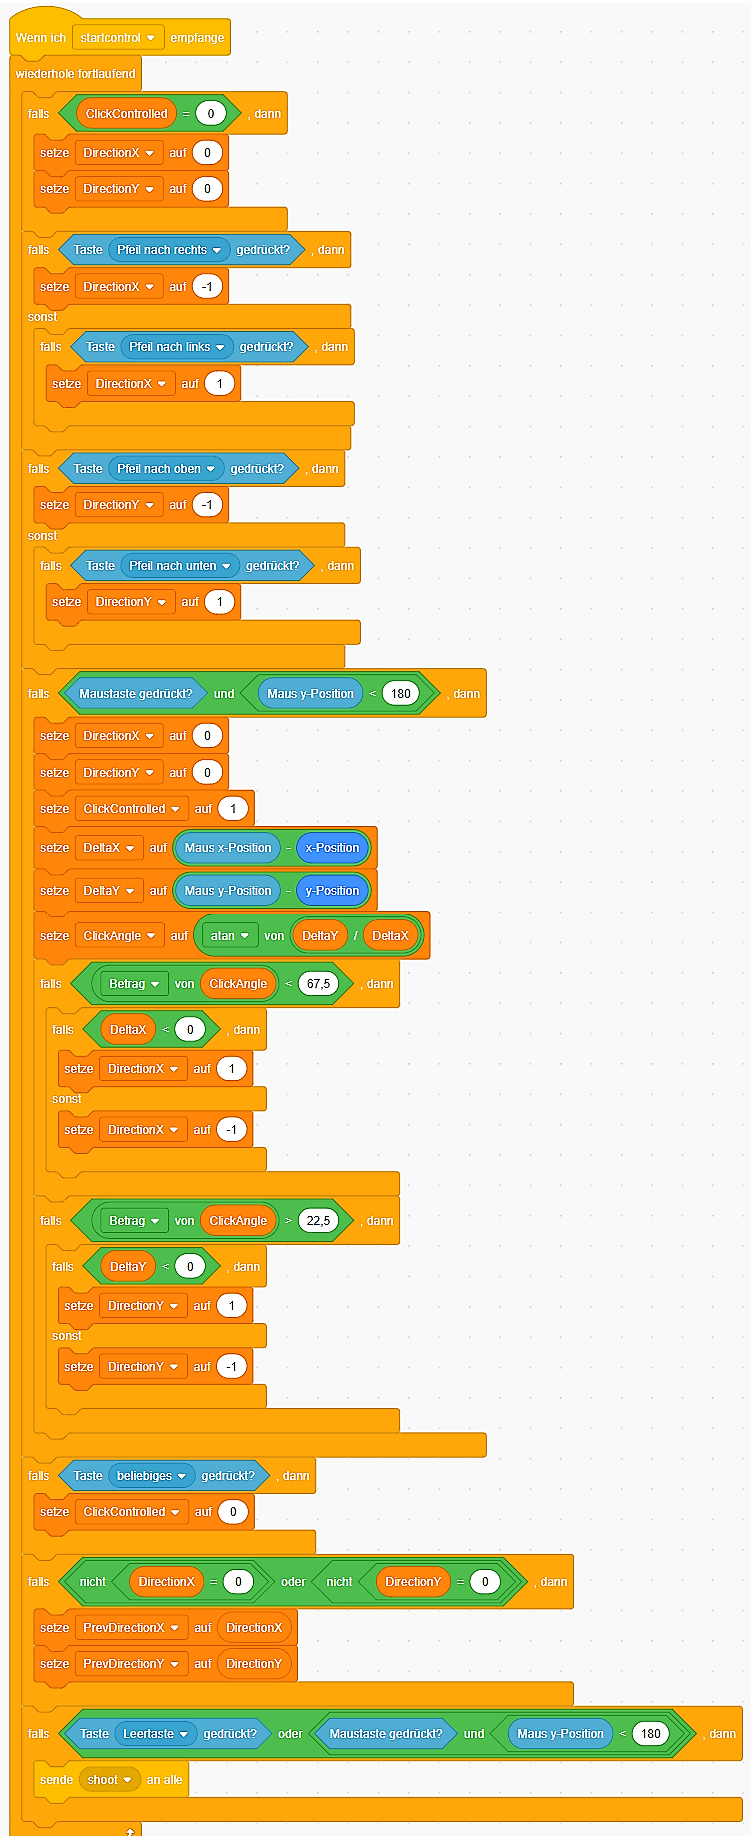 Wenn ich startcontrol empfange
wiederhole fortlaufend
falls ClickControlled = 0 , dann
setze DirectionX auf 0
setze DirectionY auf 0
falls Taste Pfeil nach rechts gedrückt? , dann
setze DirectionX auf -1
sonst
falls Taste Pfeil nach links gedrückt? , dann
setze DirectionX auf 1
falls Taste Pfeil nach oben gedrückt? , dann
setze DirectionY auf -1
sonst
falls Taste Pfeil nach unten gedrückt? , dann
setze DirectionY auf 1
falls Maustaste gedrückt? und Maus y-Position < 180 , dann
setze DirectionX auf 0
setze DirectionY auf 0
setze ClickControlled auf 1
setze DeltaX auf Maus x-Position - x-Position
setze DeltaY auf Maus y-Position - y-Position
setze ClickAngle auf atan von DeltaY / DeltaX
falls Betrag von ClickAngle < 67,5 , dann
falls DeltaX < 0 , dann
setze DirectionX auf 1
sonst
setze DirectionX auf -1
falls Betrag von ClickAngle > 22,5 , dann
falls DeltaY < 0 , dann
setze DirectionY auf 1
sonst
setze DirectionY auf -1
falls Taste beliebiges gedrückt? , dann
setze ClickControlled auf 0
falls nicht DirectionX = 0 oder nicht DirectionY = 0 , dann
setze PrevDirectionX auf DirectionX
setze PrevDirectionY auf DirectionY
falls Taste Leertaste gedrückt? oder Maustaste gedrückt? und Maus y-Position < 180 , dann
sende shoot an alle